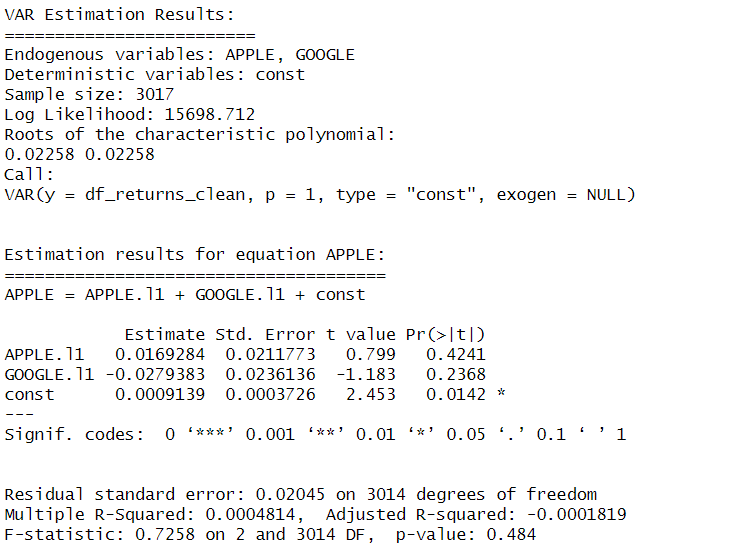 VAR Estimation Results:
=========================
Endogenous variables: APPLE, GOOGLE
Deterministic variables: const
Sample size: 3017
Log Likelihood: 15698.712
Roots of the characteristic polynomial:
0.02258 0.02258
Call:
VAR(y = df_returns_clean, p = 1, type = "const", exogen = NULL)
Estimation results for equation APPLE:
======================================
APPLE = APPLE.l1 + GOOGLE.l1 + const
Estimate Std. Error t value Pr(>|t|)
APPLE.l1 0.0169284 0.0211773 0.799 0.4241
GOOGLE.l1 -0.0279383 0.0236136 -1.183 0.2368
const 0.0009139 0.0003726 2.453 0.0142 *
---
Signif. codes: 0 ‘***’ 0.001 ‘**’ 0.01 ‘*’ 0.05 ‘.’ 0.1 ‘ ’ 1
Residual standard error: 0.02045 on 3014 degrees of freedom
Multiple R-Squared: 0.0004814, Adjusted R-squared: -0.0001819
F-statistic: 0.7258 on 2 and 3014 DF, p-value: 0.484